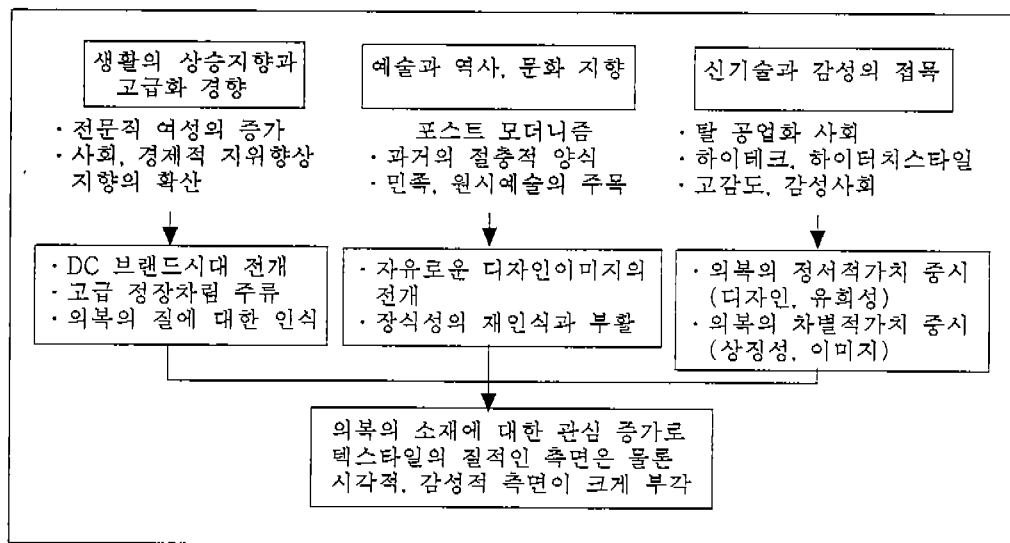 생활의 상승지향과
고급화 경향
· 전문직 여성의 증가
· 사회, 경제적 지위향상
지향의 확산
예술과 역사, 문화 지향
포스트 모더니즘
· 과거의 절충적 양식
· 민족, 원시예술의 주목
신기술과 감성의 접목
· 탈 공업화 사회
· 하이테크, 하이터치스타일
· 고감도, 감성사회
· DC 브랜드시대 전개
· 고급 정장차림 주류
· 의복의 질에 대한 인식
· 자유로운 디자인이미지의
전개
· 장식성의 재인식과 부활
· 의복의 정서적가치 중시
(디자인, 유희성)
· 의복의 차별적가치 중시
(상징성, 이미지)
의복의 소재에 대한 관심 증가로
텍스타일의 질적인 측면은 물론
시각적, 감성적 측면이 크게 부각